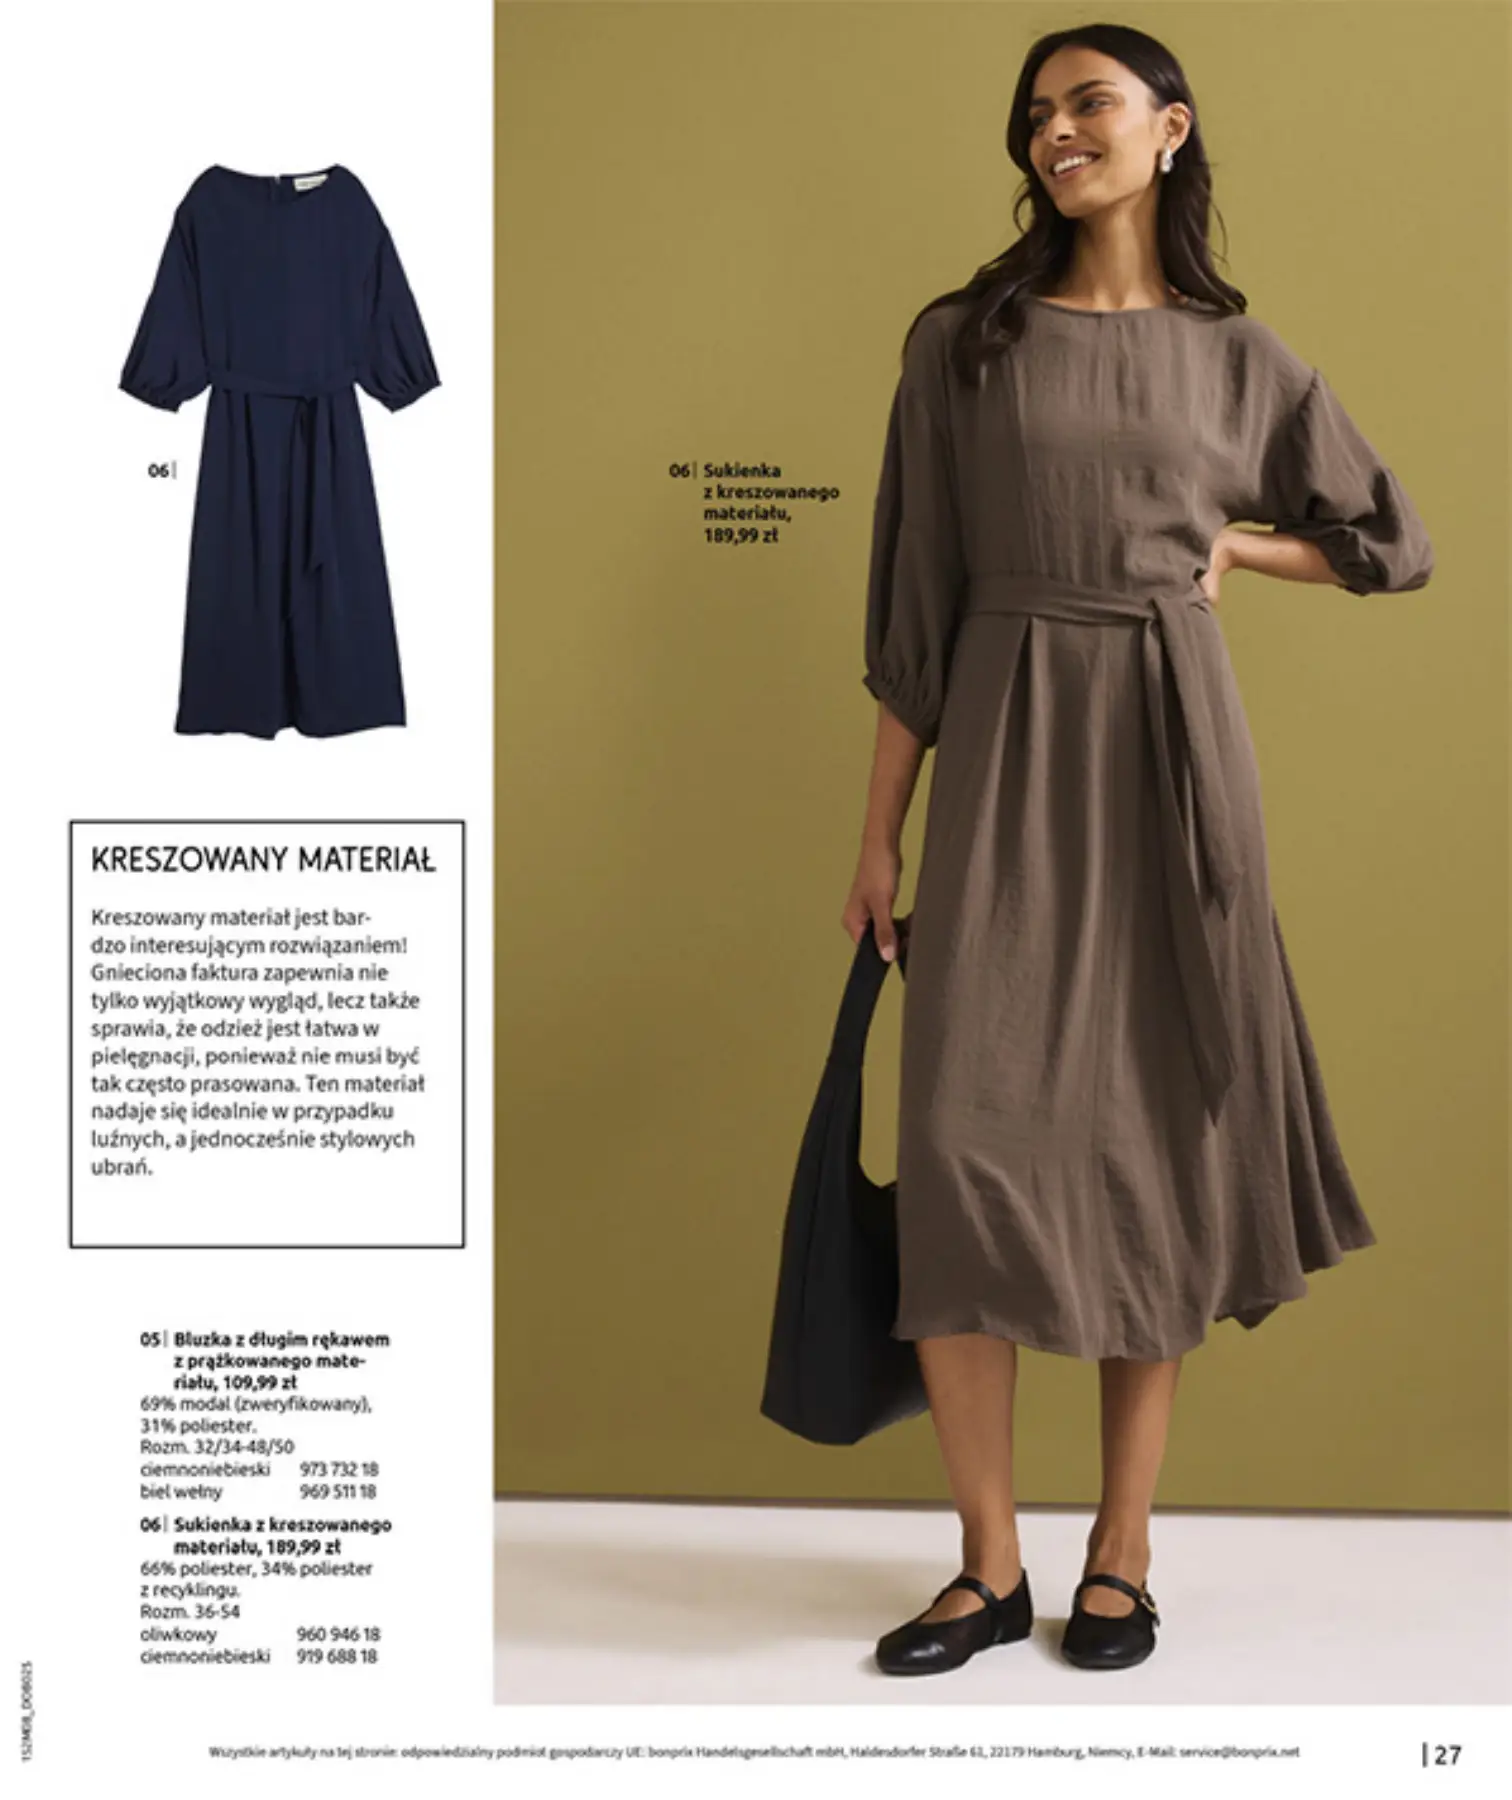 06|
06| Sukienka
z kreszowanego
materiału,
189,99 zł
KRESZOWANY MATERIAŁ
Kreszowany materiał jest bar-
dzo interesującym rozwiązaniem!
Gnieciona faktura zapewnia nie
tylko wyjątkowy wygląd, lecz także
sprawia, że odzież jest łatwa w
pielęgnacji, ponieważ nie musi być
tak często prasowana. Ten materiał
nadaje się idealnie w przypadku
luźnych, a jednocześnie stylowych
ubrań.
05| Bluzka z długim rękawem
z prążkowanego mate-
riału, 109,99 zł
69% modal (zweryfikowany),
31% poliester.
Rozm. 32/34-48/50
ciemnoniebieski 973 732 18
biel wełny 969 511 18
06| Sukienka z kreszowanego
materiału, 189,99 zł
66% poliester, 34% poliester
z recyklingu.
Rozm. 36-54
oliwkowy 960 946 18
ciemnoniebieski 919 688 18
152M08_DOB025
Wszystkie artykuły na tej stronie: odpowiedzialny podmiot gospodarczy UE: bonprix Handelsgesellschaft mbH, Haldesdorfer Straße 61, 22179 Hamburg, Niemcy, E-Mail: service@bonprix.net
| 27